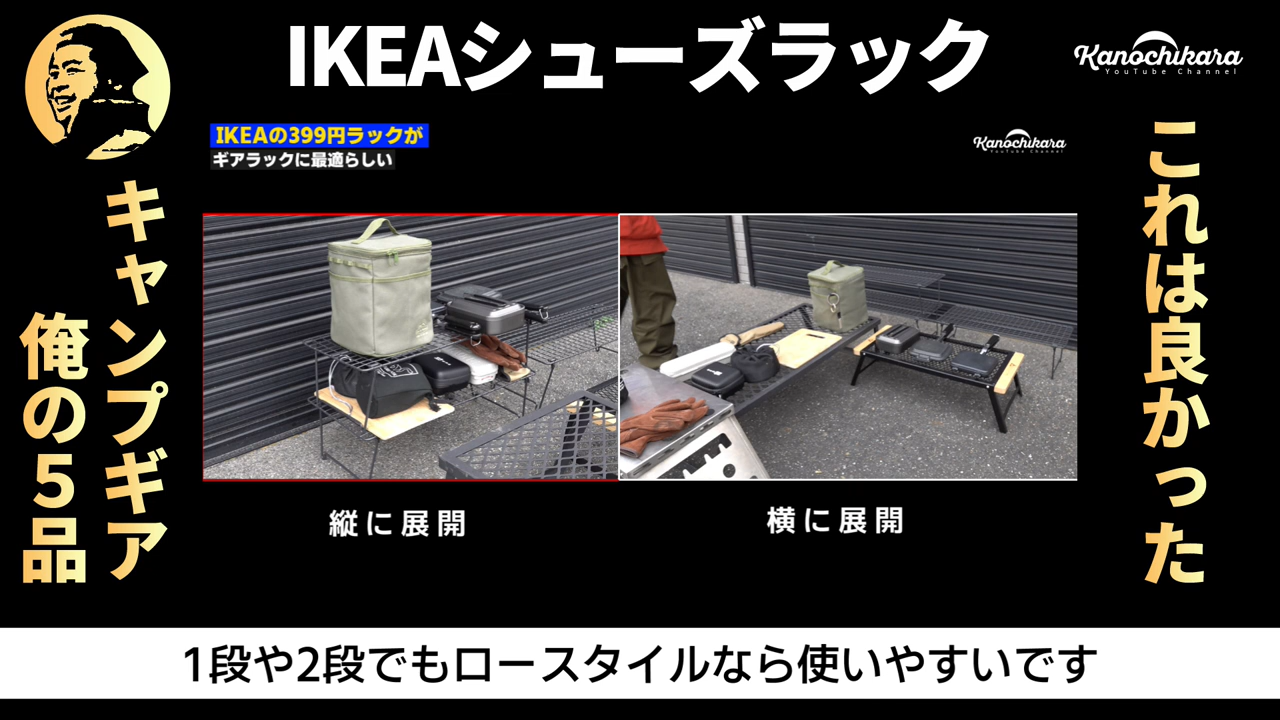 IKEAシューズラック
Kanochikara
YouTube Channel
これは良かった
キャンプギア
俺の5品
IKEAの399円ラックが
ギアラックに最適らしい
Kanochikara
YouTube Channel
縦に展開
横に展開
1段や2段でもロースタイルなら使いやすいです